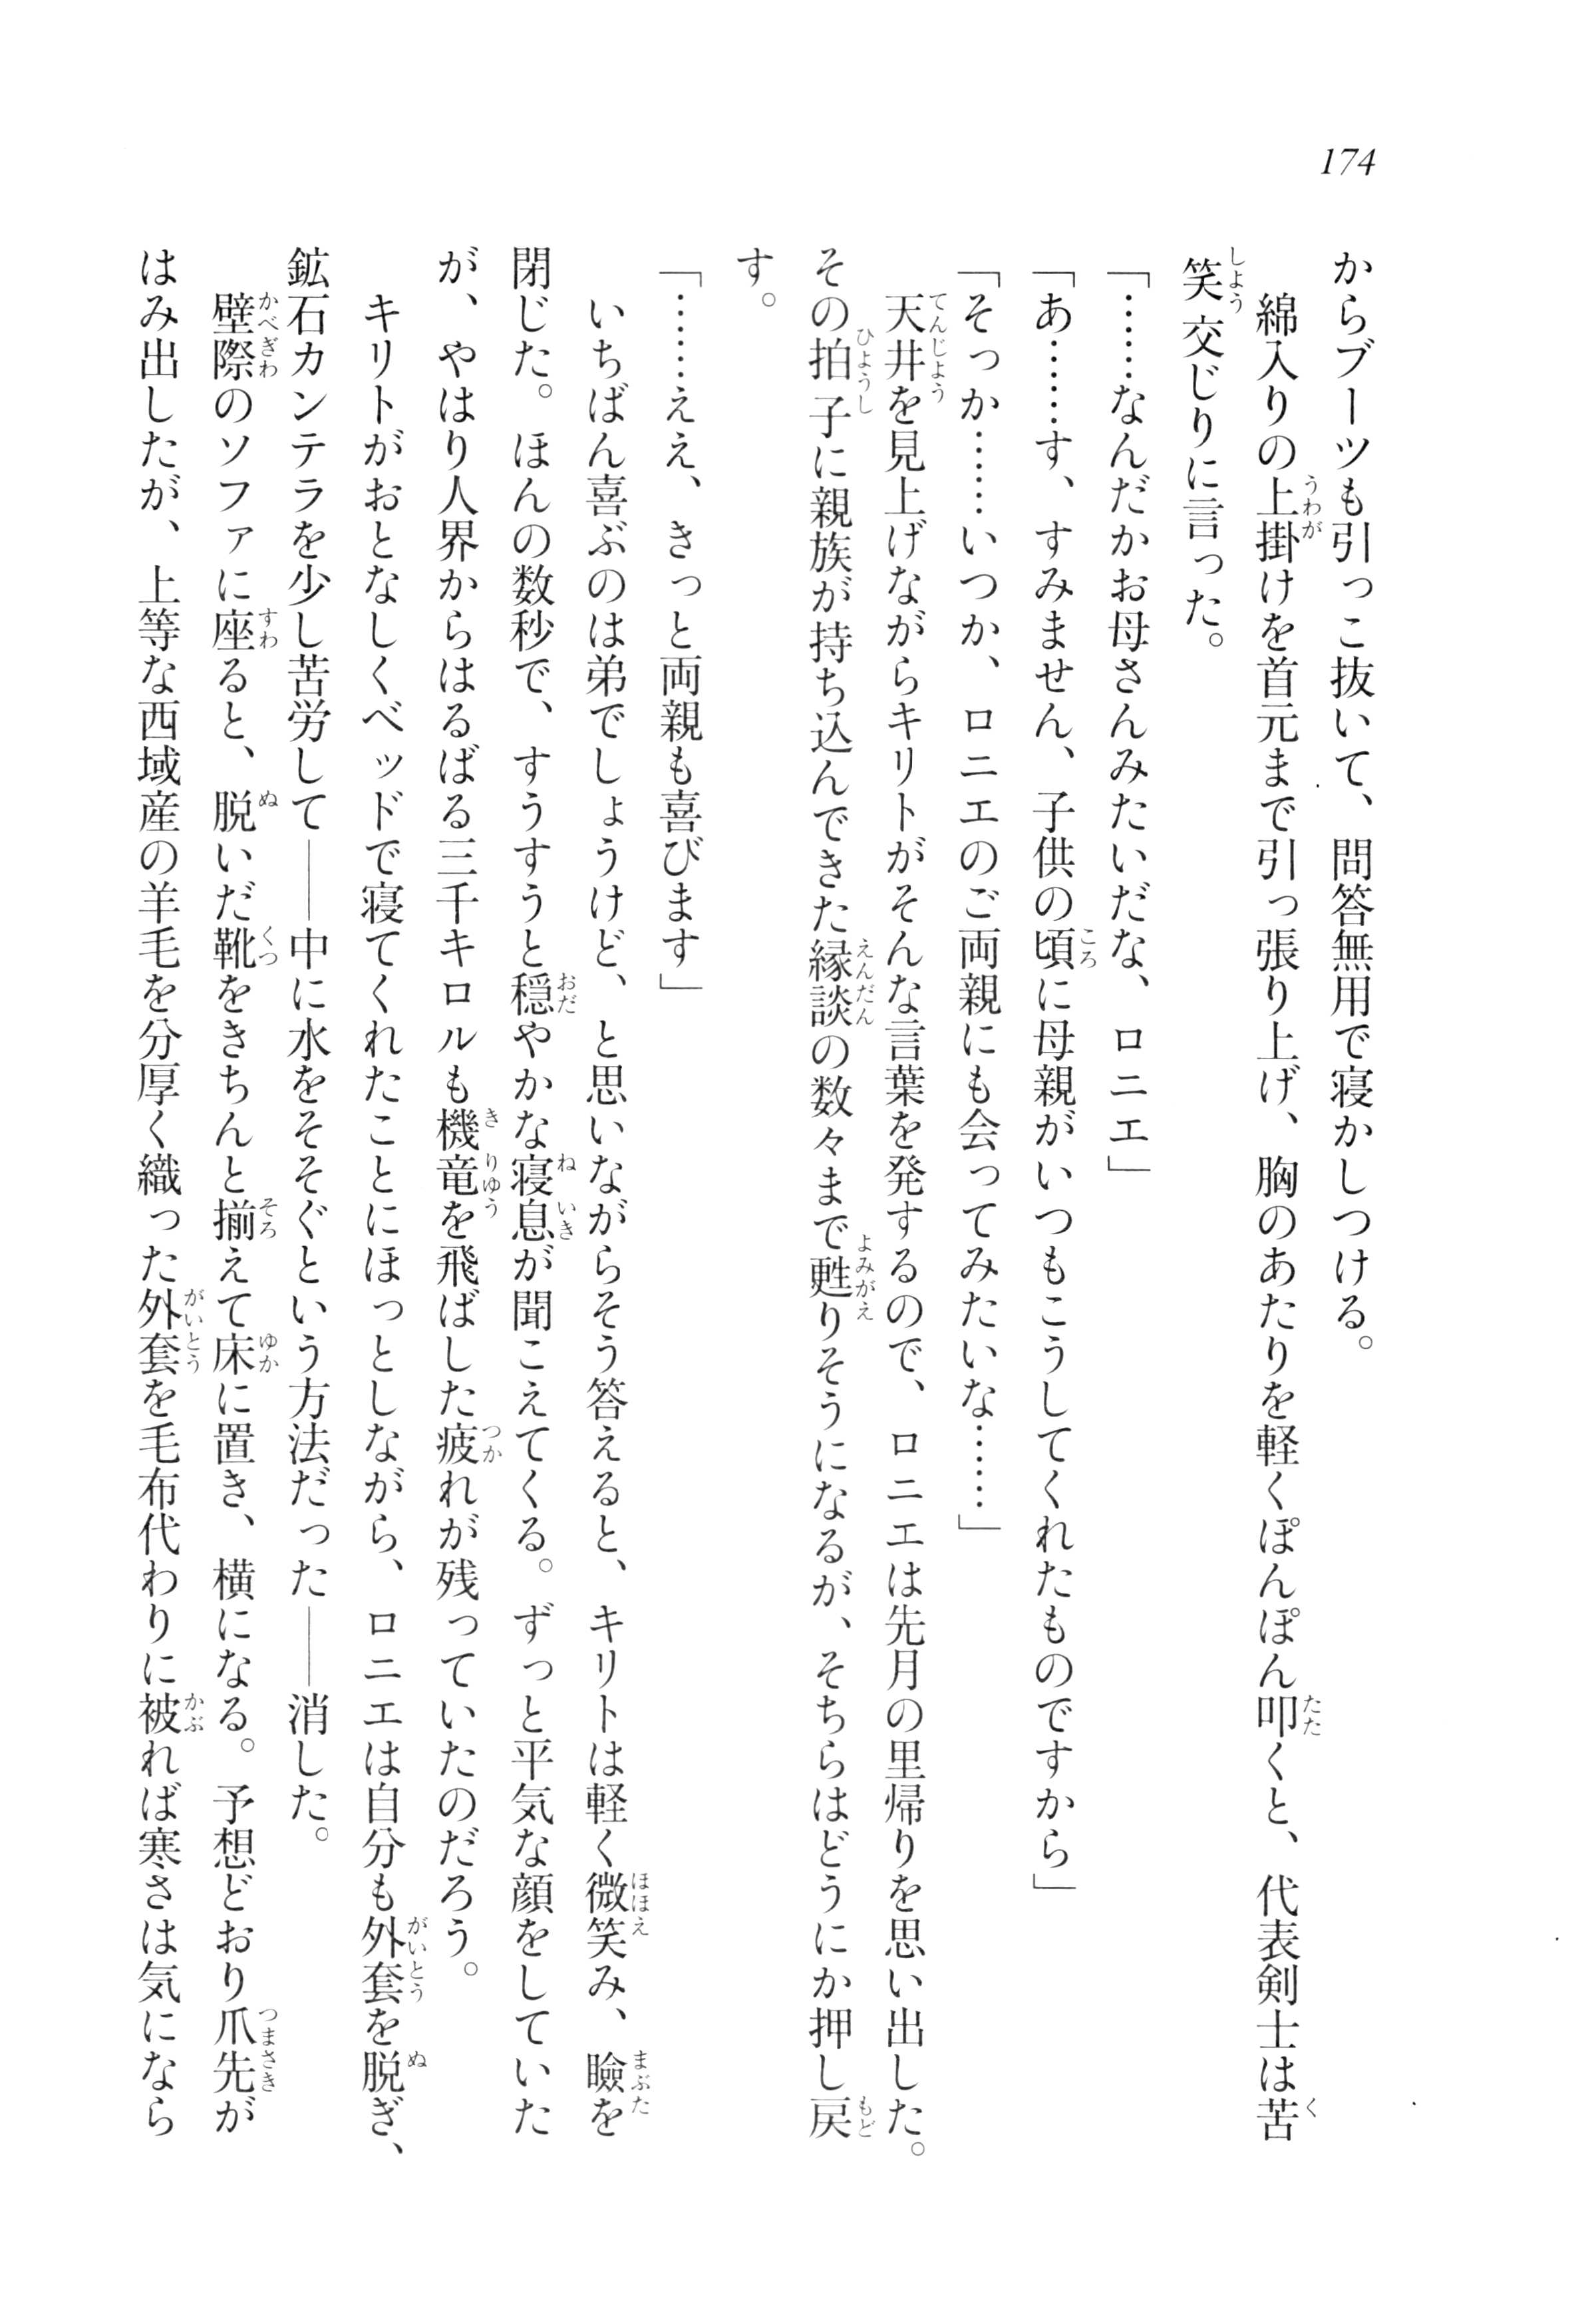 174
からブーツも引っこ抜いて、問答無用で寝かしつける。
綿入りの上掛けを首元まで引っ張り上げ、胸のあたりを軽くぽんぽん叩くと、代表剣士は苦
笑交じりに言った。
「……なんだかお母さんみたいだな、ロニエ」
「あ……す、すみません、子供の頃に母親がいつもこうしてくれたものですから」
「そっか……いつか、ロニエのご両親にも会ってみたいな……」
天井を見上げながらキリトがそんな言葉を発するので、ロニエは先月の里帰りを思い出した。
その拍子に親族が持ち込んできた縁談の数々まで甦りそうになるが、そちらはどうにか押し戻
す。
「……ええ、きっと両親も喜びます」
いちばん喜ぶのは弟でしょうけど、と思いながらそう答えると、キリトは軽く微笑み、瞼を
閉じた。ほんの数秒で、すうすうと穏やかな寝息が聞こえてくる。ずっと平気な顔をしていた
が、やはり人界からはるばる三千キロルも機竜を飛ばした疲れが残っていたのだろう。
キリトがおとなしくベッドで寝てくれたことにほっとしながら、ロニエは自分も外套を脱ぎ、
鉱石カンテラを少し苦労して――中に水をそそぐという方法だった――消した。
壁際のソファに座ると、脱いだ靴をきちんと揃えて床に置き、横になる。予想どおり爪先が
はみ出したが、上等な西域産の羊毛を分厚く織った外套を毛布代わりに被れば寒さは気になら